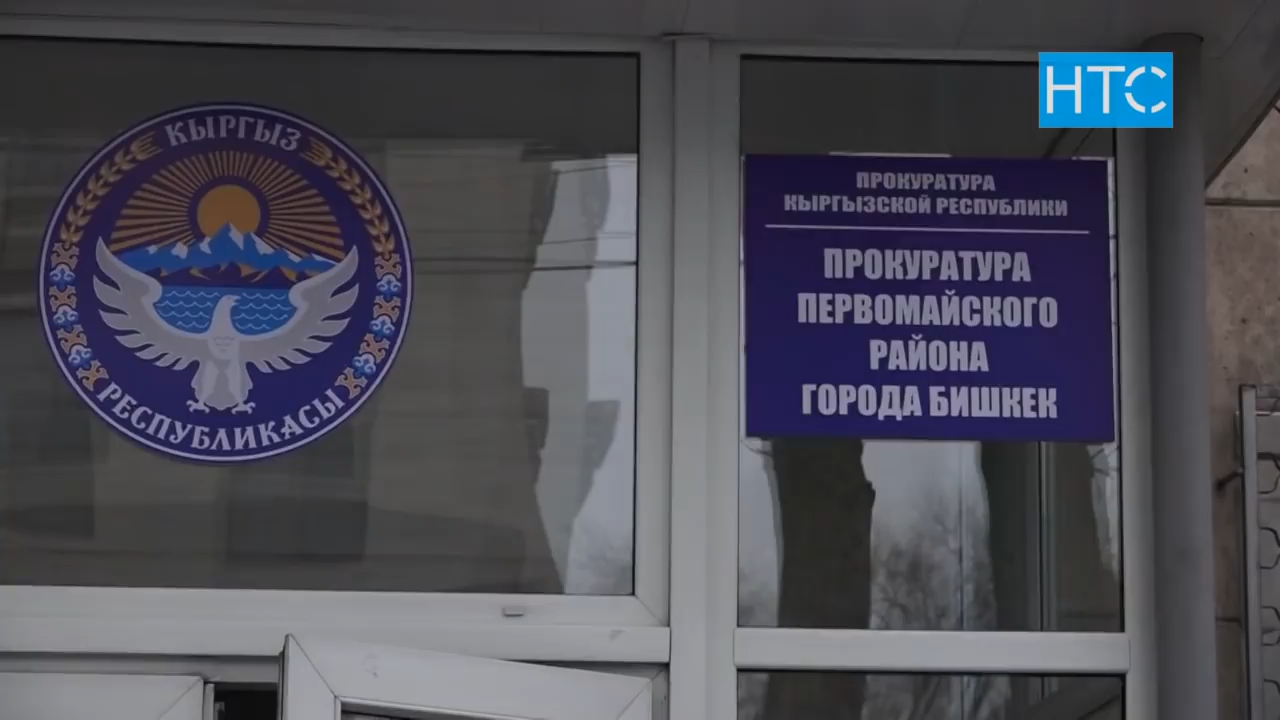 КЫРГЫЗ
РЕСПУБЛИКАСЫ
НТС
ПРОКУРАТУРА
КЫРГЫЗСКОЙ РЕСПУБЛИКИ
ПРОКУРАТУРА
ПЕРВОМАЙСКОГО
РАЙОНА
ГОРОДА БИШКЕК